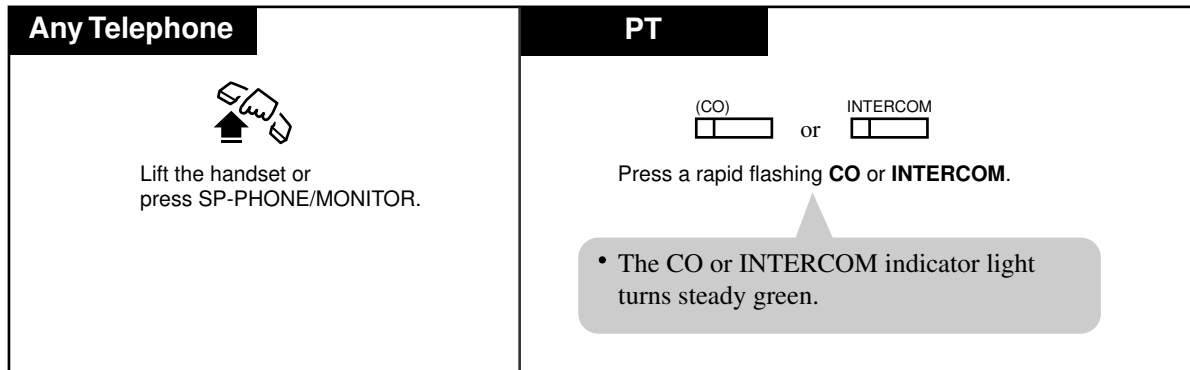 Any Telephone
Lift the handset or
press SP-PHONE/MONITOR.
PT
(CO) or INTERCOM
Press a rapid flashing CO or INTERCOM.
• The CO or INTERCOM indicator light
turns steady green.